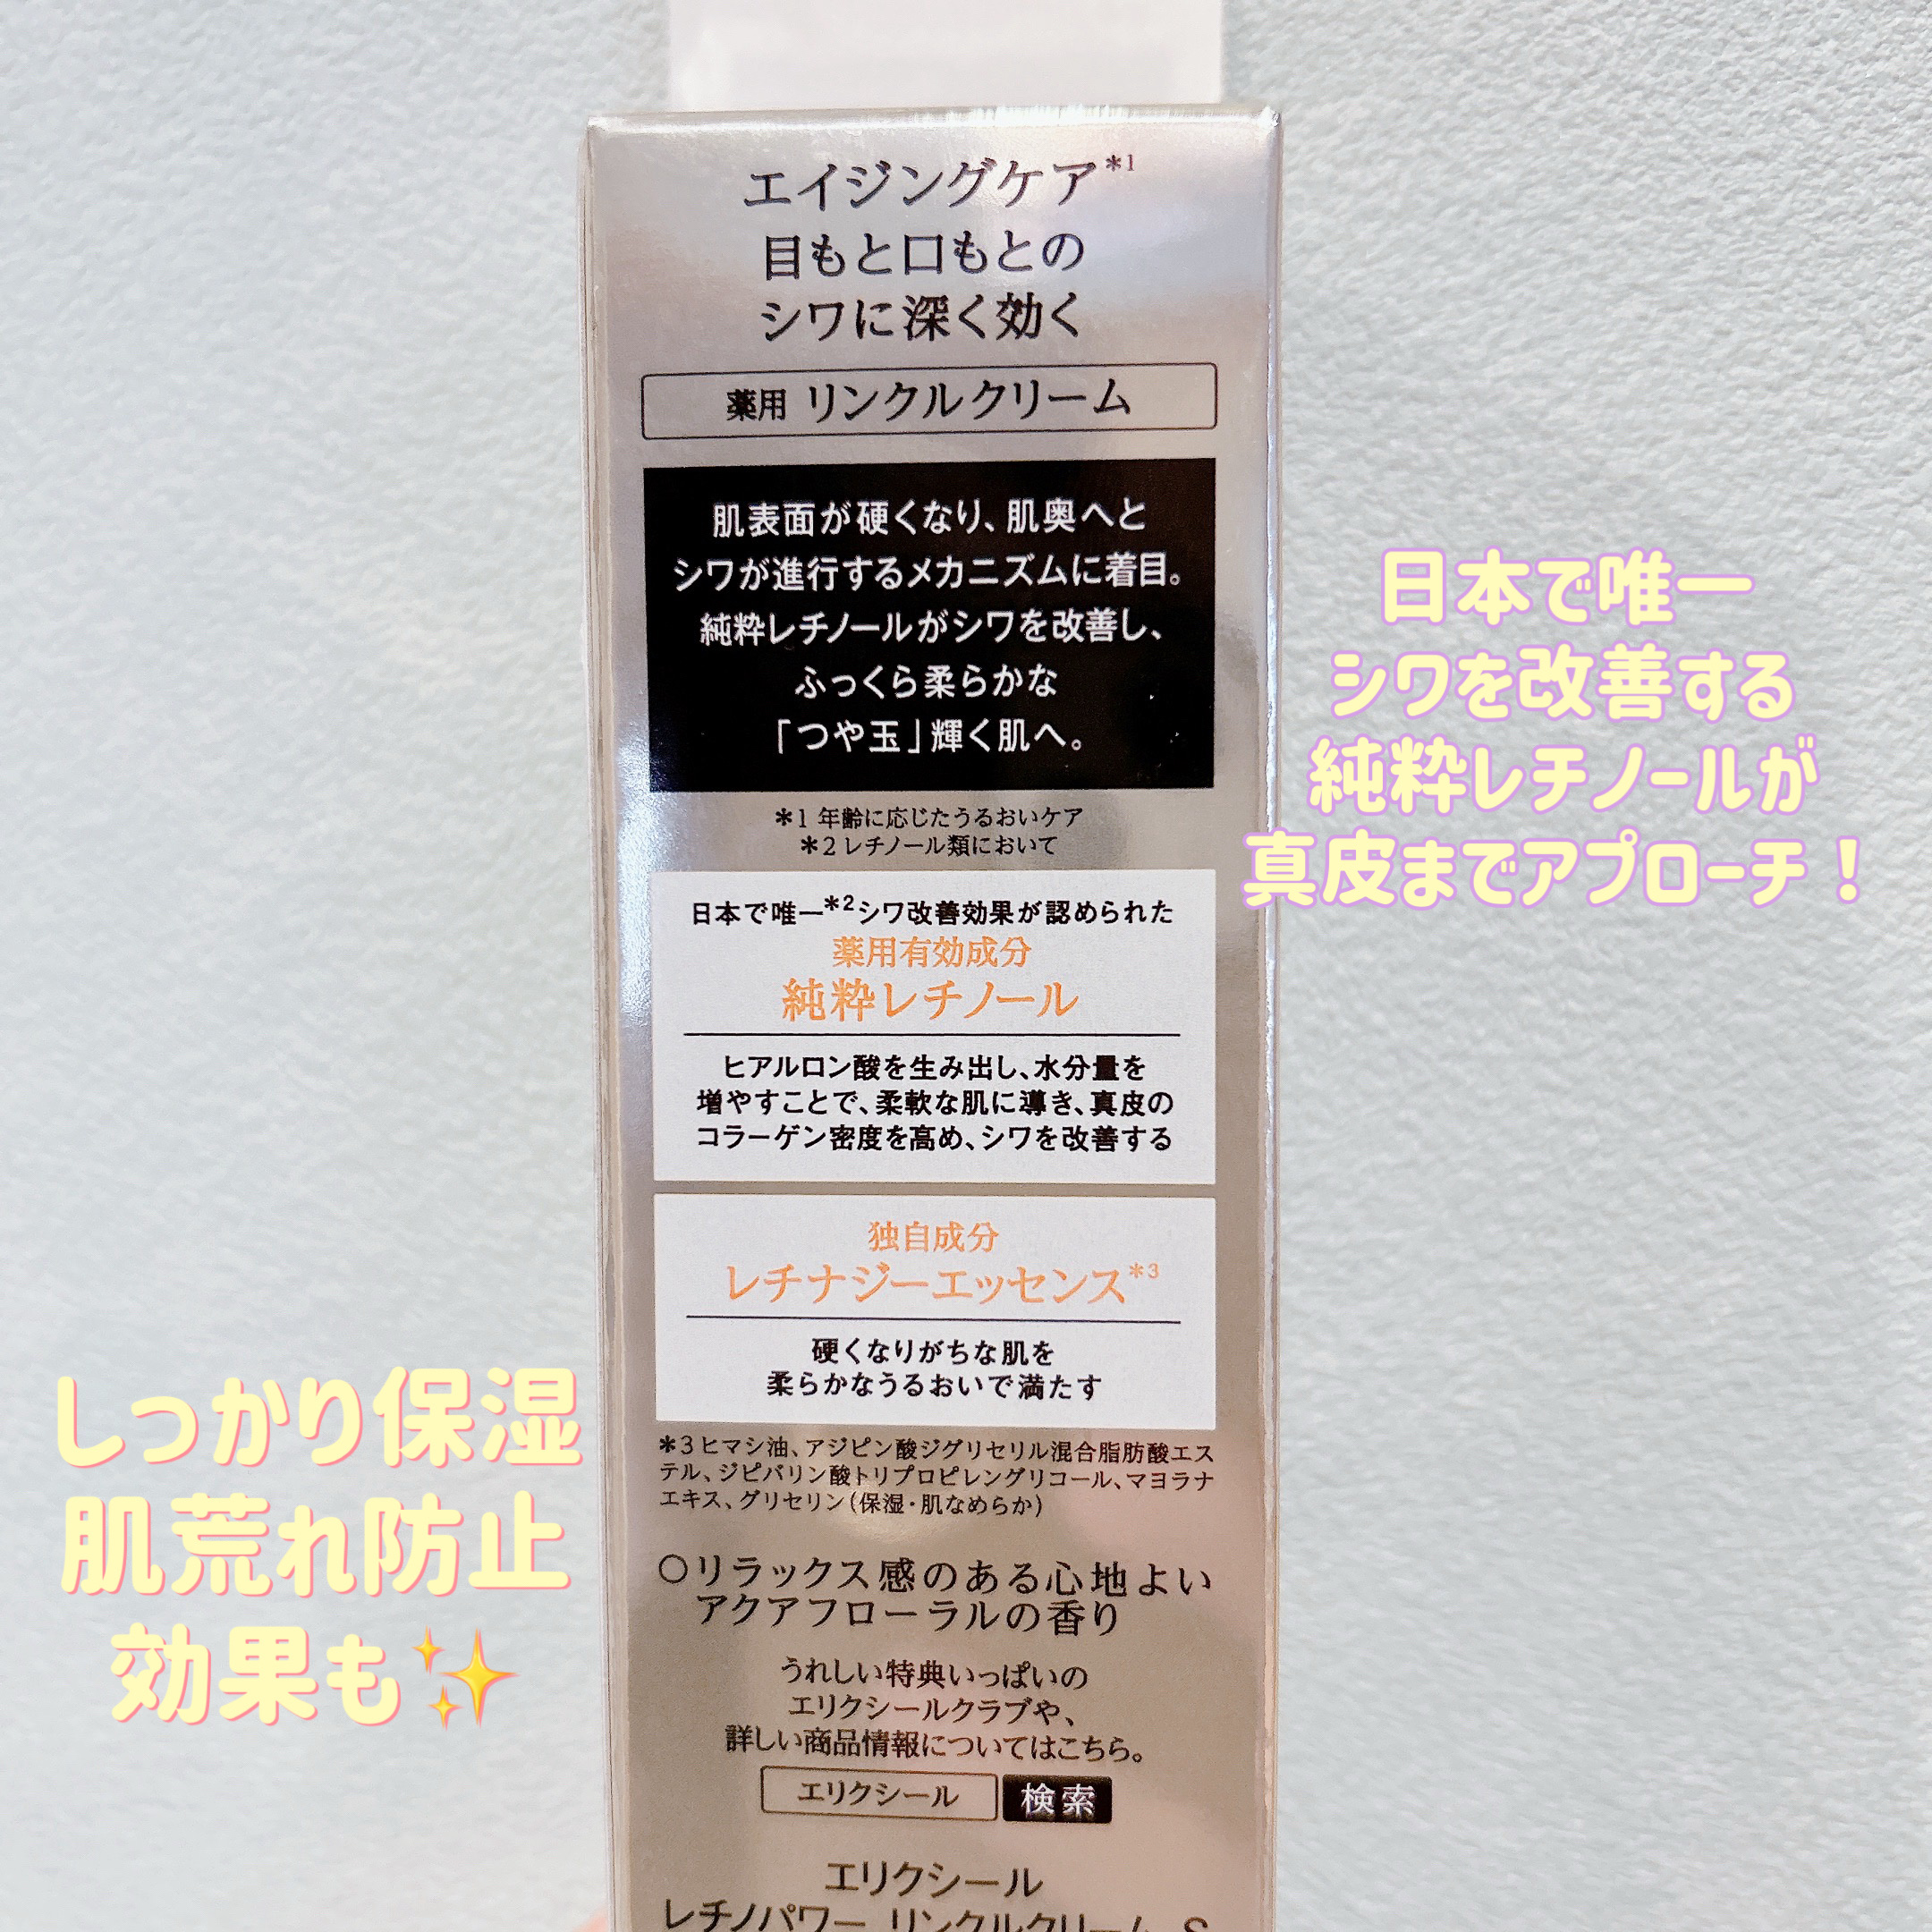 エイジングケア*1
目もと口もとの
シワに深く効く
薬用 リンクルクリーム
肌表面が硬くなり、肌奥へと
シワが進行するメカニズムに着目。
純粋レチノールがシワを改善し、
ふっくら柔らかな
「つや玉」輝く肌へ。
*1 年齢に応じたうるおいケア
*2 レチノール類において
日本で唯一*2シワ改善効果が認められた
薬用有効成分
純粋レチノール
ヒアルロン酸を生み出し、水分量を
増やすことで、柔軟な肌に導き、真皮の
コラーゲン密度を高め、シワを改善する
独自成分
レチナジーエッセンス*3
硬くなりがちな肌を
柔らかなうるおいで満たす
*3 ヒマシ油、アジピン酸ジグリセリル混合脂肪酸エス
テル、ジピバリン酸トリプロピレングリコール、マヨラナ
エキス、グリセリン(保湿・肌なめらか)
○リラックス感のある心地よい
アクアフローラルの香り
うれしい特典いっぱいの
エリクシールクラブや、
詳しい商品情報についてはこちら。
エリクシール 検索
エリクシール
レチノパワー リンクルクリーム S
日本で唯一
シワを改善する
純粋レチノールが
真皮までアプローチ！
しっかり保湿
肌荒れ防止
効果も✨